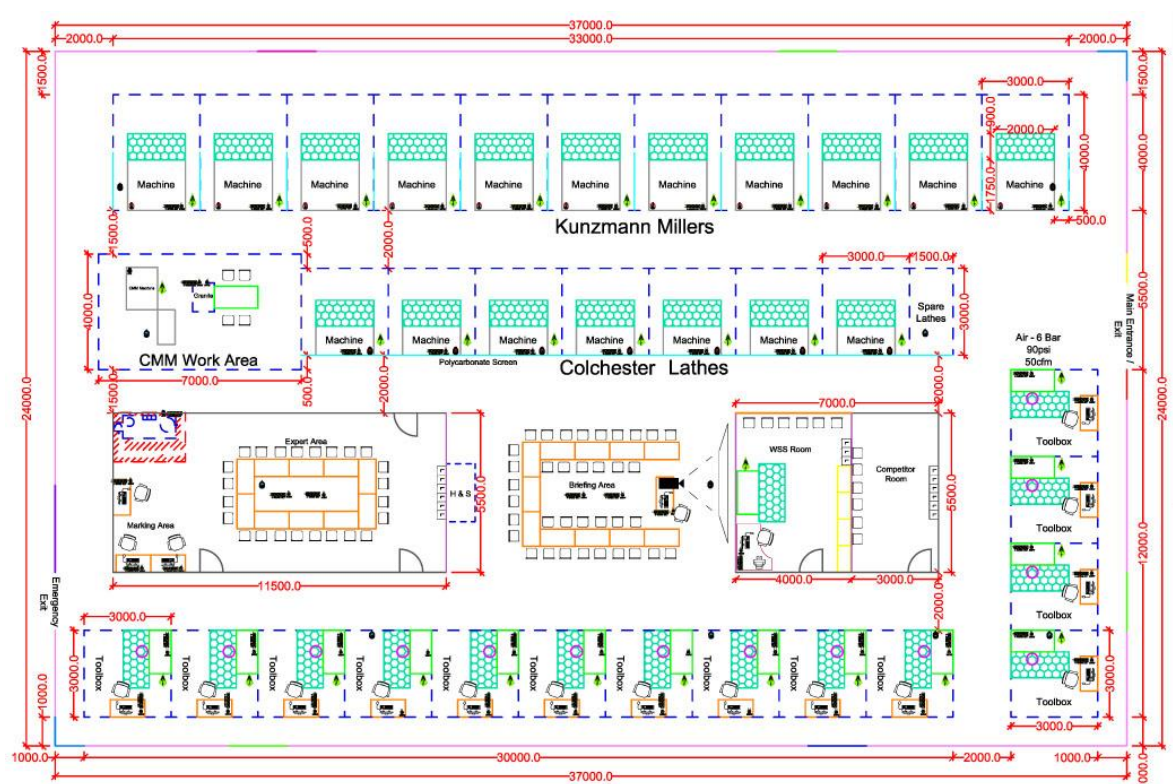 37000.0
2000.0 33000.0 2000.0
1500.0 3000.0 1500.0
900.0
2000.0 4000.0 4000.0
Machine Machine Machine Machine Machine Machine Machine Machine Machine Machine Machine
1750.0
500.0
Kunzmann Millers
1500.0 500.0 2000.0
3000.0 1500.0
5500.0
CMM Machine
Granite
4000.0
Spare
Lathes
3000.0
Main Entrance /
Exit
Machine Machine Machine Machine Machine Machine Machine
Air - 6 Bar
90psi
50cfm
CMM Work Area
Polycarbonate Screen
Colchester Lathes
7000.0
1500.0 500.0 2000.0 2000.0
24000.0 24000.0
7000.0
Expert Area
WSS Room
Toolbox
Competitor
Room
Briefing Area
H & S
5500.0 5500.0
Marking Area
Toolbox
12000.0
11500.0
4000.0 3000.0
Emergency
Exit
2000.0
Toolbox
3000.0
3000.0
Toolbox Toolbox Toolbox Toolbox Toolbox Toolbox Toolbox Toolbox Toolbox Toolbox
3000.0
Toolbox
1000.0
3000.0
1000.0 30000.0 2000.0 1000.0
37000.0